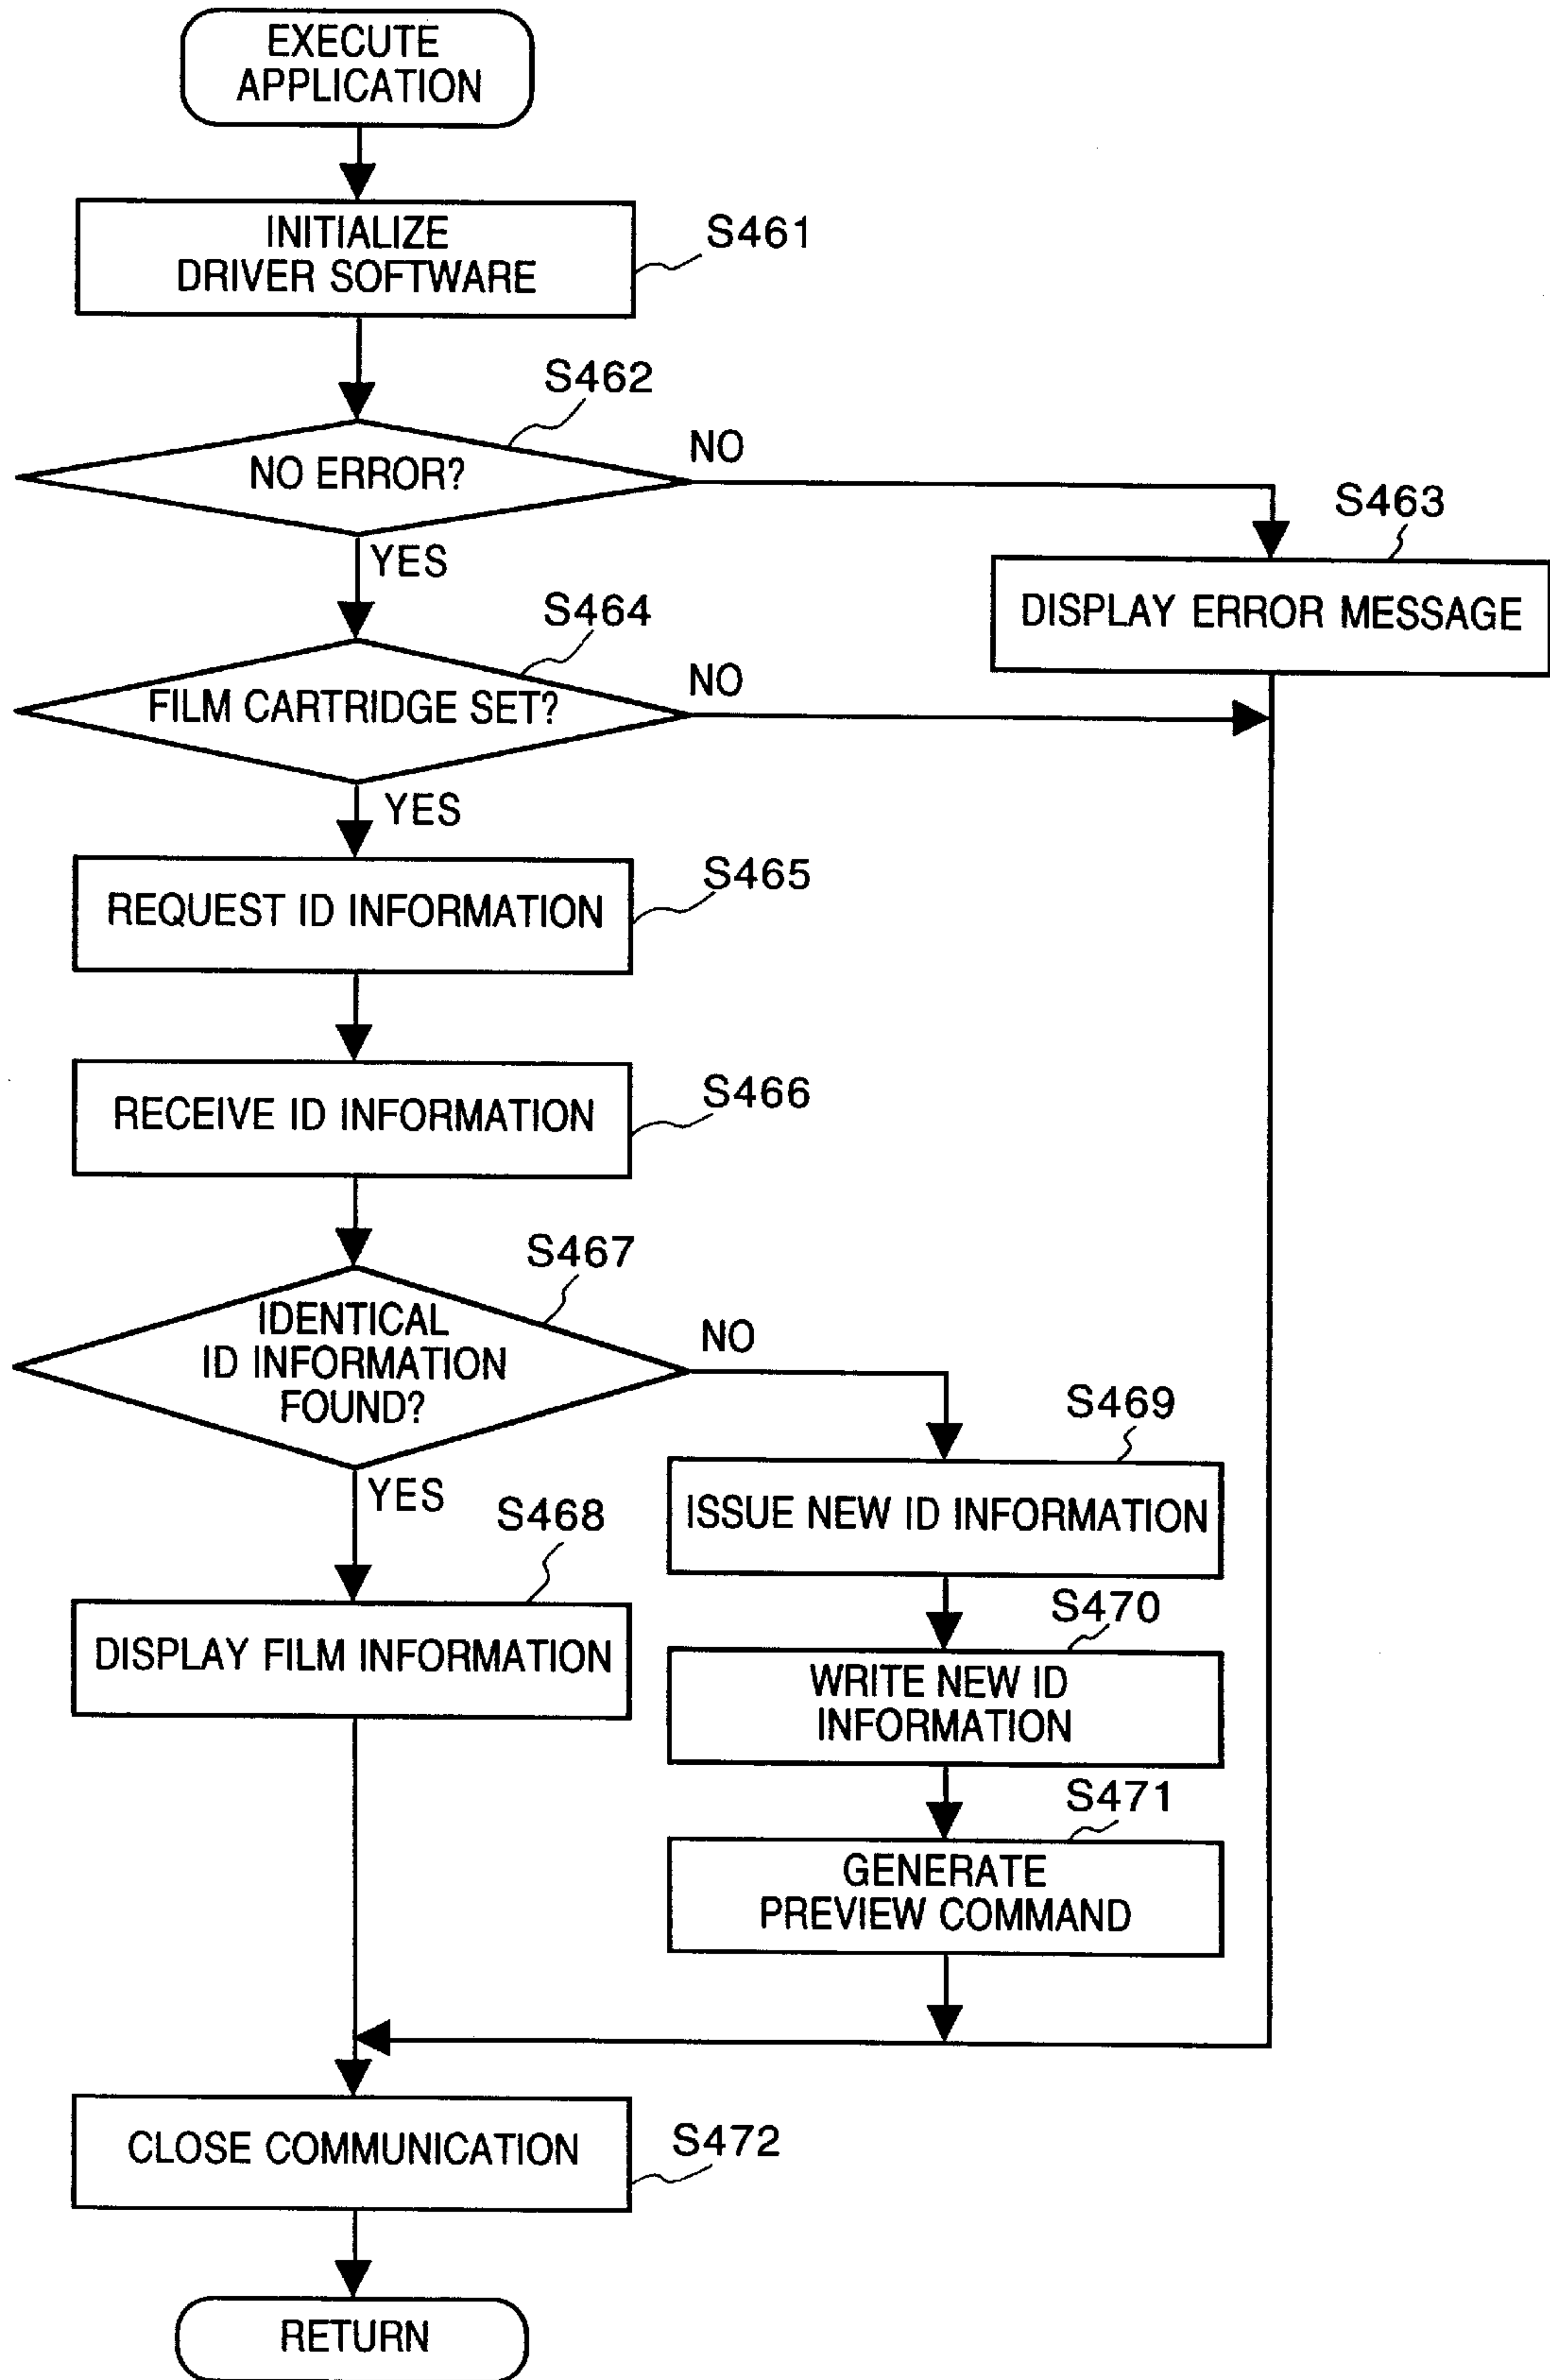 EXECUTE
APPLICATION
INITIALIZE
DRIVER SOFTWARE
S461
S462
NO ERROR?
NO
YES
S463
DISPLAY ERROR MESSAGE
S464
FILM CARTRIDGE SET?
NO
YES
REQUEST ID INFORMATION
S465
RECEIVE ID INFORMATION
S466
S467
IDENTICAL
ID INFORMATION
FOUND?
NO
YES
S468
DISPLAY FILM INFORMATION
S469
ISSUE NEW ID INFORMATION
S470
WRITE NEW ID
INFORMATION
S471
GENERATE
PREVIEW COMMAND
CLOSE COMMUNICATION
S472
RETURN